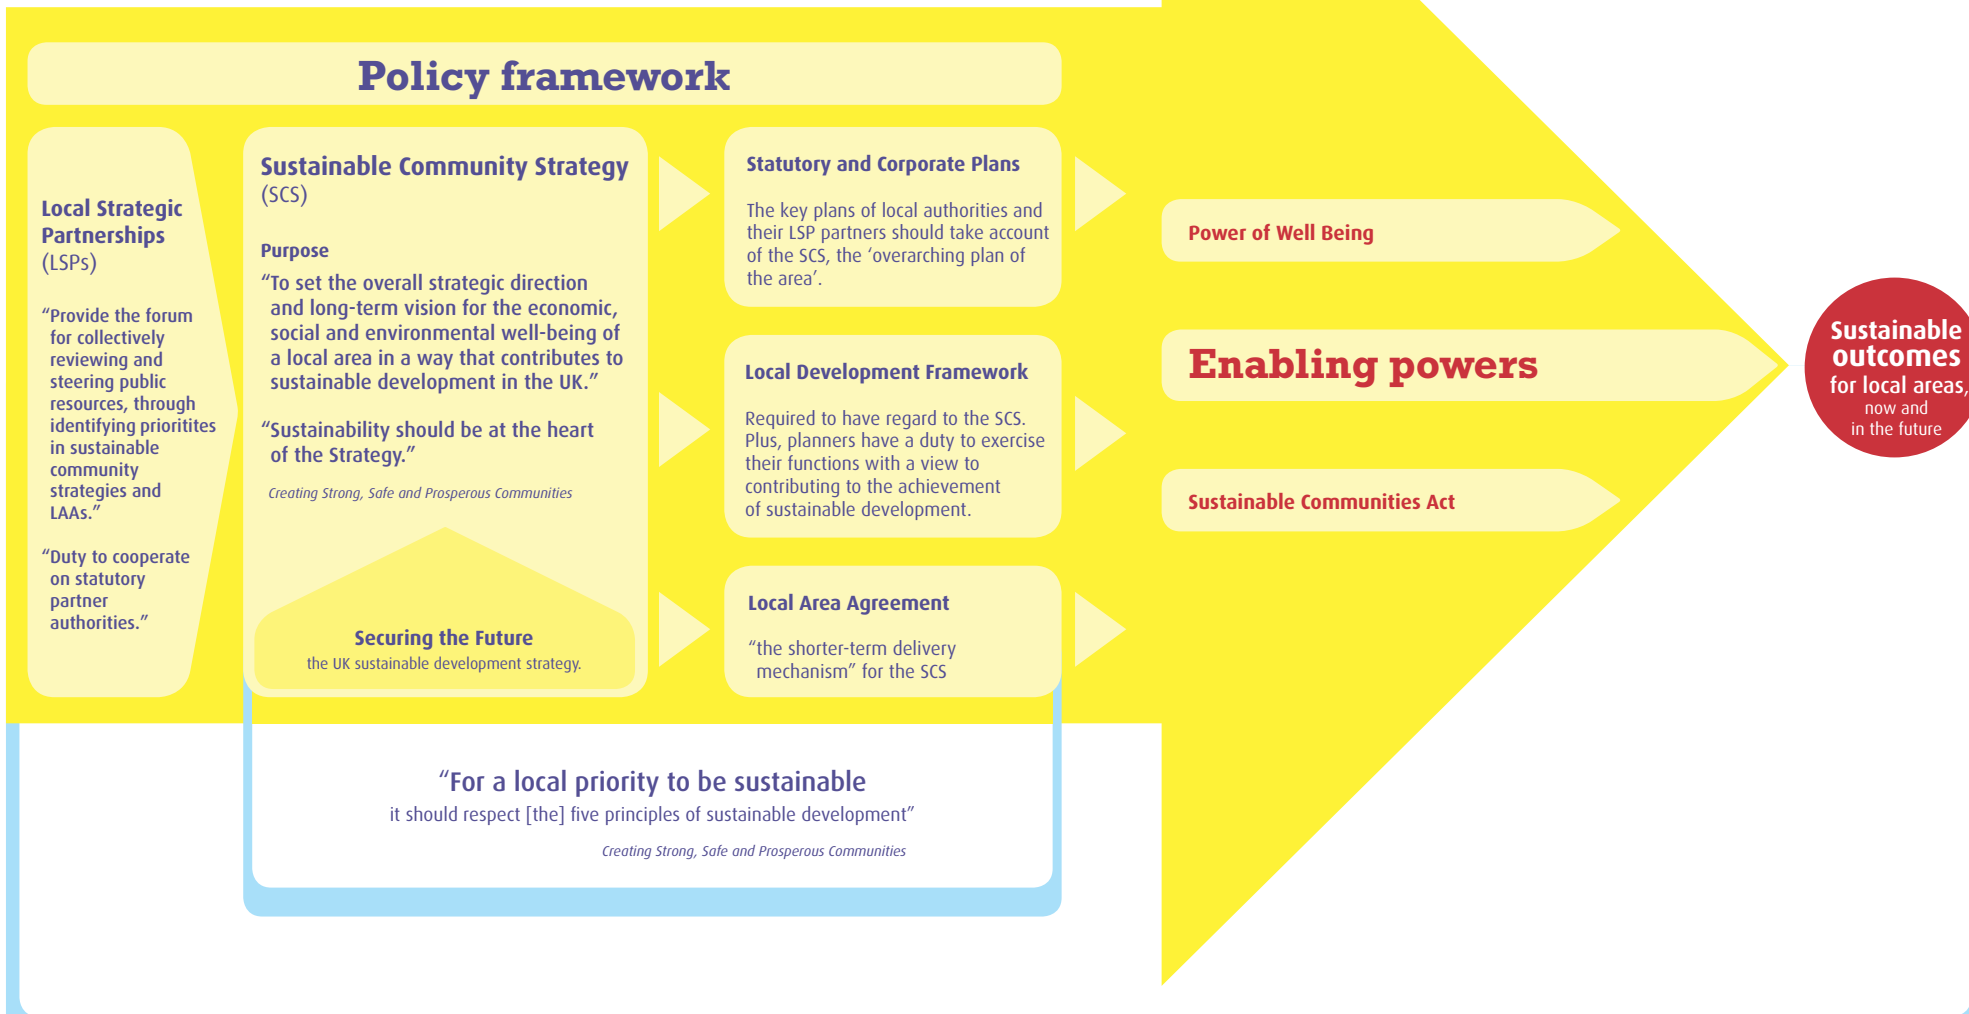 Policy framework
Local Strategic
Partnerships
(LSPs)
“Provide the forum
for collectively
reviewing and
steering public
resources, through
identifying prioritites
in sustainable
community
strategies and
LAAs.”
“Duty to cooperate
on statutory
partner
authorities.”
Sustainable Community Strategy
(SCS)
Purpose
“To set the overall strategic direction
and long-term vision for the economic,
social and environmental well-being of
a local area in a way that contributes to
sustainable development in the UK.”
“Sustainability should be at the heart
of the Strategy.”
Creating Strong, Safe and Prosperous Communities
Securing the Future
the UK sustainable development strategy.
Statutory and Corporate Plans
The key plans of local authorities and
their LSP partners should take account
of the SCS, the ‘overarching plan of
the area’.
Local Development Framework
Required to have regard to the SCS.
Plus, planners have a duty to exercise
their functions with a view to
contributing to the achievement
of sustainable development.
Local Area Agreement
“the shorter-term delivery
mechanism” for the SCS
Power of Well Being
Enabling powers
Sustainable Communities Act
Sustainable
outcomes
for local areas,
now and
in the future
“For a local priority to be sustainable
it should respect [the] five principles of sustainable development”
Creating Strong, Safe and Prosperous Communities